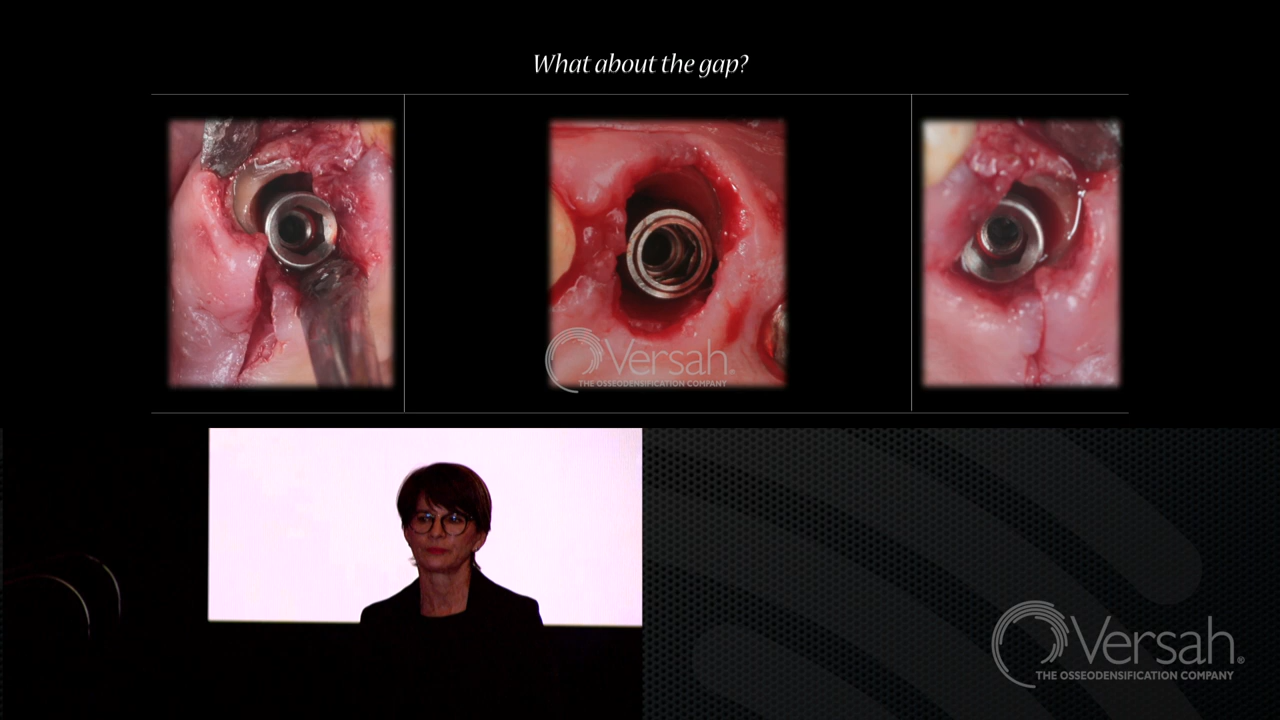 What about the gap?
Versah®
THE OSSEODENSIFICATION COMPANY
Versah®
THE OSSEODENSIFICATION COMPANY